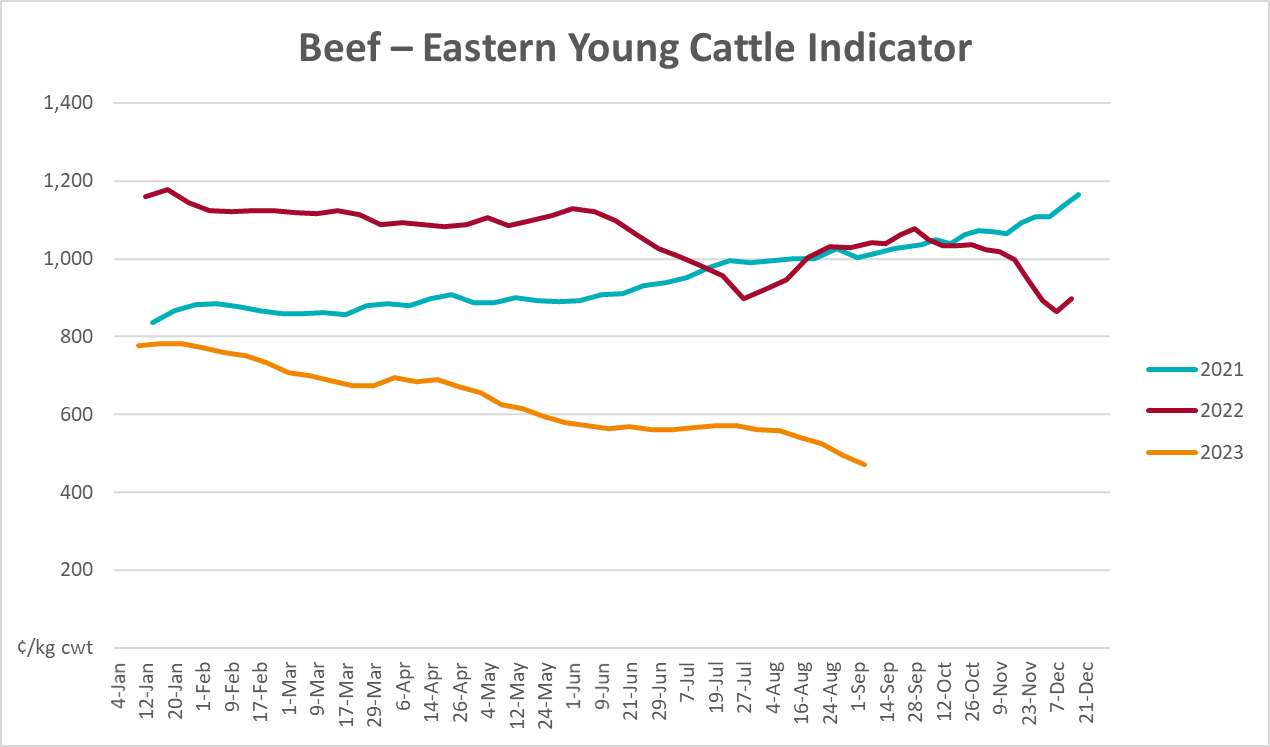 Beef – Eastern Young Cattle Indicator
1,400
1,200
1,000
800
600
400
200
¢/kg cwt
4-Jan
12-Jan
20-Jan
1-Feb
9-Feb
17-Feb
1-Mar
9-Mar
17-Mar
29-Mar
6-Apr
14-Apr
26-Apr
4-May
12-May
24-May
1-Jun
9-Jun
21-Jun
29-Jun
7-Jul
19-Jul
27-Jul
4-Aug
16-Aug
24-Aug
1-Sep
14-Sep
28-Sep
12-Oct
26-Oct
9-Nov
23-Nov
7-Dec
21-Dec
2021
2022
2023